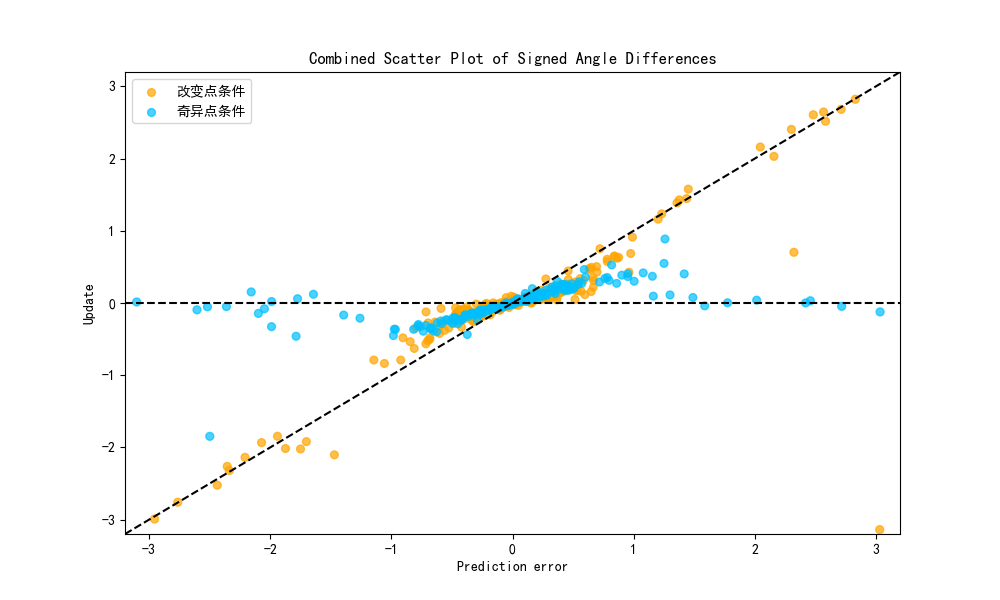 Combined Scatter Plot of Signed Angle Differences
改变点条件
奇异点条件
Update
3
2
1
0
−1
−2
−3
−3
−2
−1
0
1
2
3
Prediction error